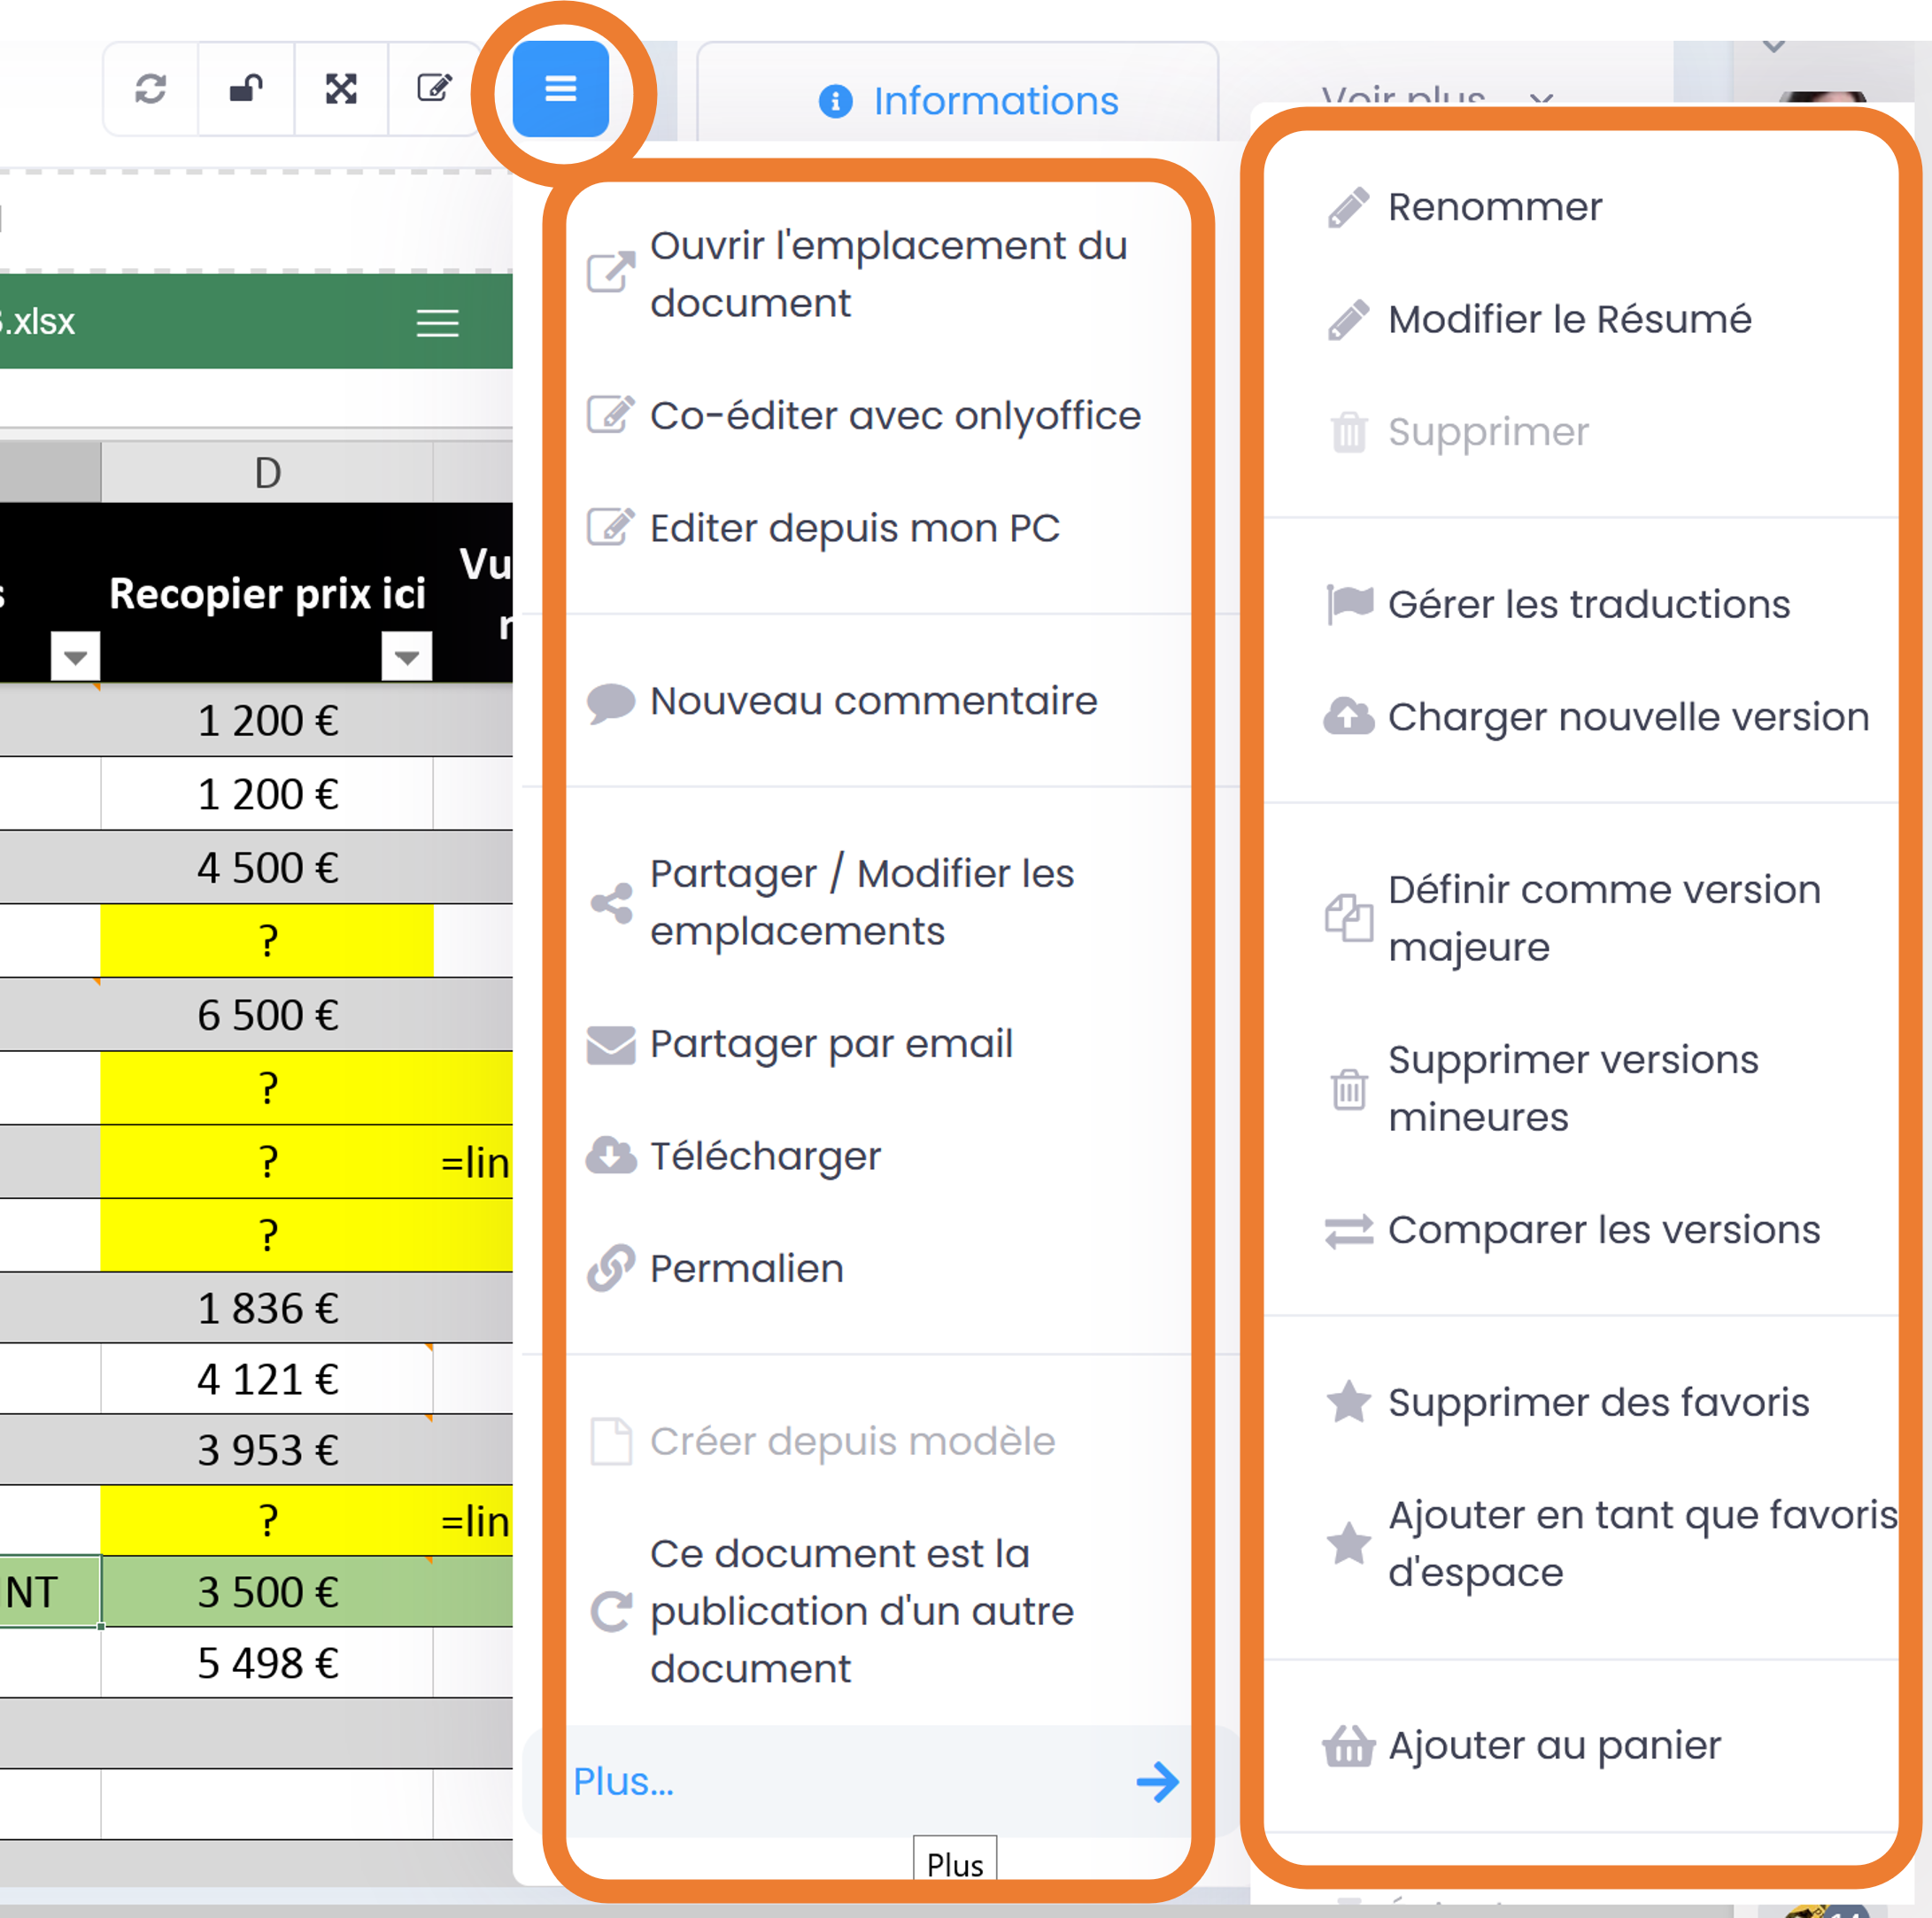 Informations
Voir plus
.xlsx
D
Recopier prix ici
Vu
1 200 €
1 200 €
4 500 €
?
6 500 €
?
?
=lin
?
1 836 €
4 121 €
3 953 €
?
=lin
NT
3 500 €
5 498 €
Ouvrir l'emplacement du
document
Co-éditer avec onlyoffice
Editer depuis mon PC
Nouveau commentaire
Partager / Modifier les
emplacements
Partager par email
Télécharger
Permalien
Créer depuis modèle
Ce document est la
publication d'un autre
document
Plus...
Plus
Renommer
Modifier le Résumé
Supprimer
Gérer les traductions
Charger nouvelle version
Définir comme version
majeure
Supprimer versions
mineures
Comparer les versions
Supprimer des favoris
Ajouter en tant que favoris
d'espace
Ajouter au panier